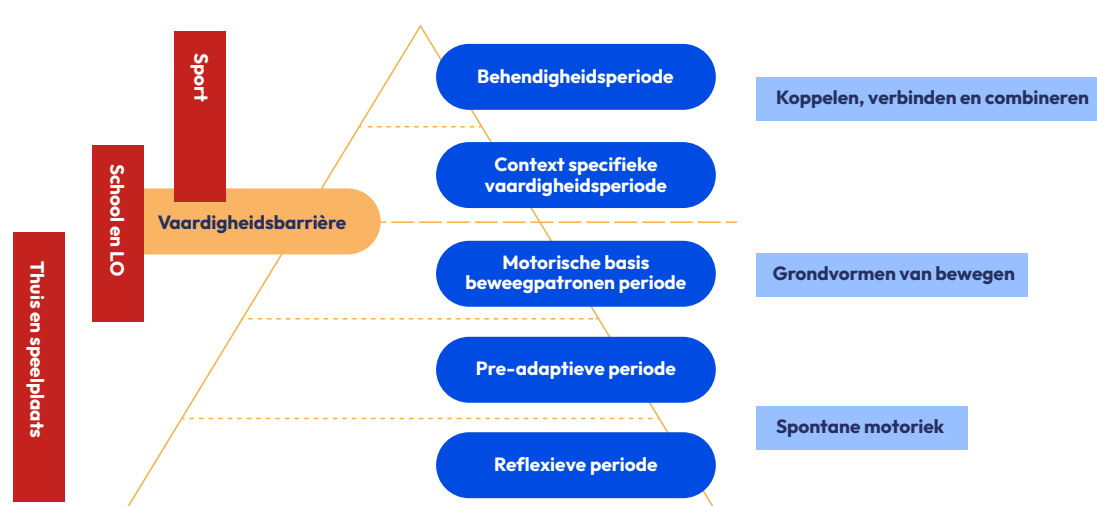 Sport
School en LO
Thuis en speelplaats
Vaardigheidsbarrière
Behendigheidsperiode
Context specifieke
vaardigheidsperiode
Motorische basis
beweegpatronen periode
Pre-adaptieve periode
Reflexieve periode
Koppelen, verbinden en combineren
Grondvormen van bewegen
Spontane motoriek